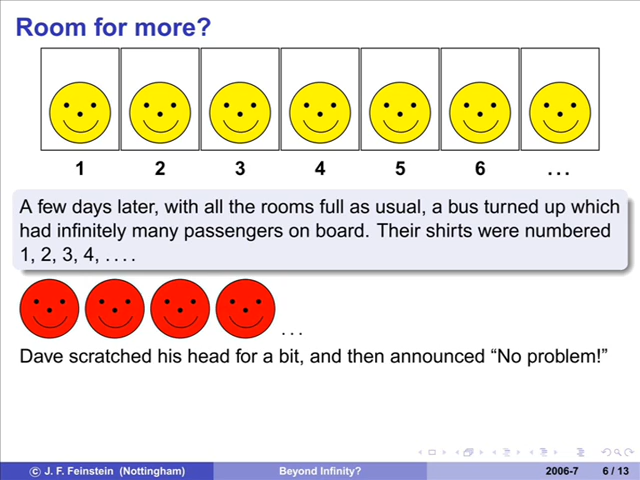 Room for more?
1 2 3 4 5 6 ...
A few days later, with all the rooms full as usual, a bus turned up which
had infinitely many passengers on board. Their shirts were numbered
1, 2, 3, 4, ....
...
Dave scratched his head for a bit, and then announced “No problem!”
© J. F. Feinstein (Nottingham) Beyond Infinity? 2006-7 6 / 13